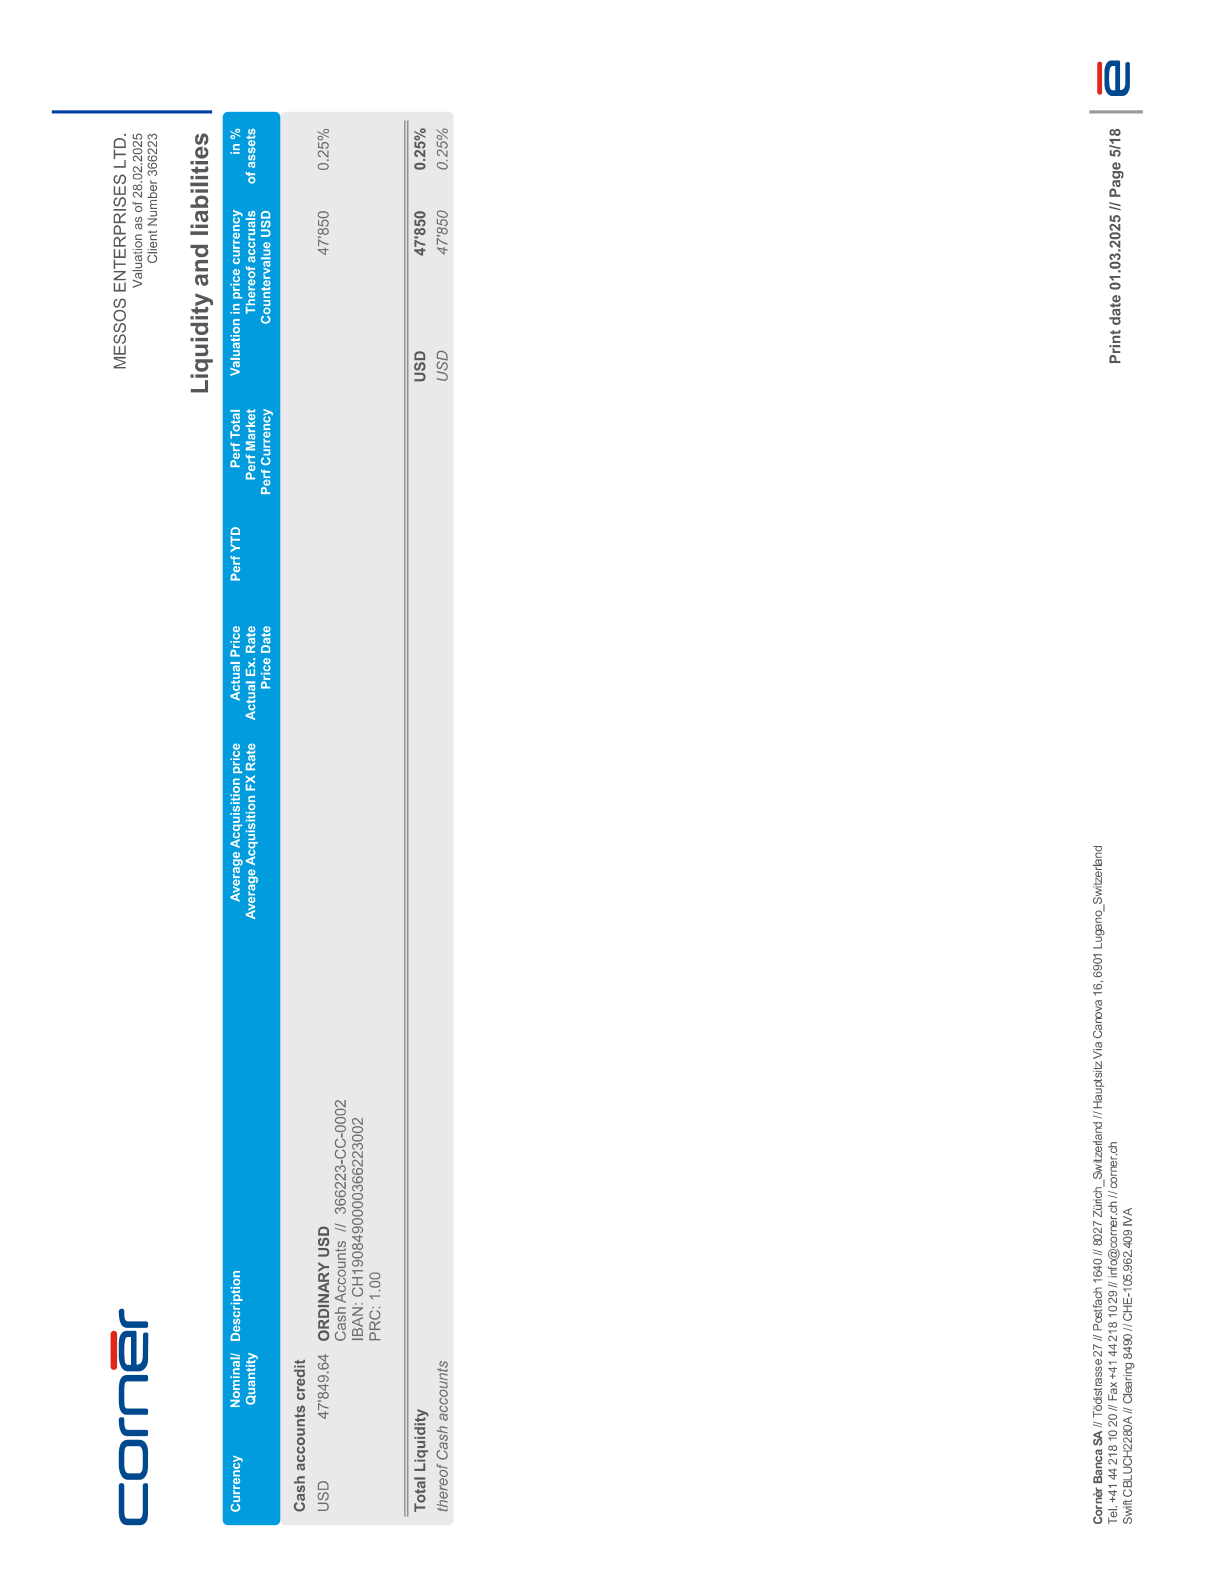 cornèr
MESSOS ENTERPRISES LTD.
Valuation as of 28.02.2025
Client Number 366223
Liquidity and liabilities
Currency Nominal/ Description Average Acquisition price Actual Price Perf YTD Perf Total Valuation in price currency in %
Quantity Average Acquisition FX Rate Actual Ex. Rate Perf Market Thereof accruals of assets
Price Date Perf Currency Countervalue USD
Cash accounts credit
USD 47'849.64 ORDINARY USD 47'850 0.25%
Cash Accounts // 366223-CC-0002
IBAN: CH1908490000366223002
PRC: 1.00
Total Liquidity USD 47'850 0.25%
thereof Cash accounts USD 47'850 0.25%
Cornèr Banca SA // Tödistrasse 27 // Postfach 1640 // 8027 Zürich_Switzerland // Hauptsitz Via Canova 16, 6901 Lugano_Switzerland
Tel. +41 44 218 10 20 // Fax +41 44 218 10 29 // info@corner.ch // corner.ch
Swift CBLUCH2280A // Clearing 8490 // CHE-105.962.409 IVA
Print date 01.03.2025 // Page 5/18
è